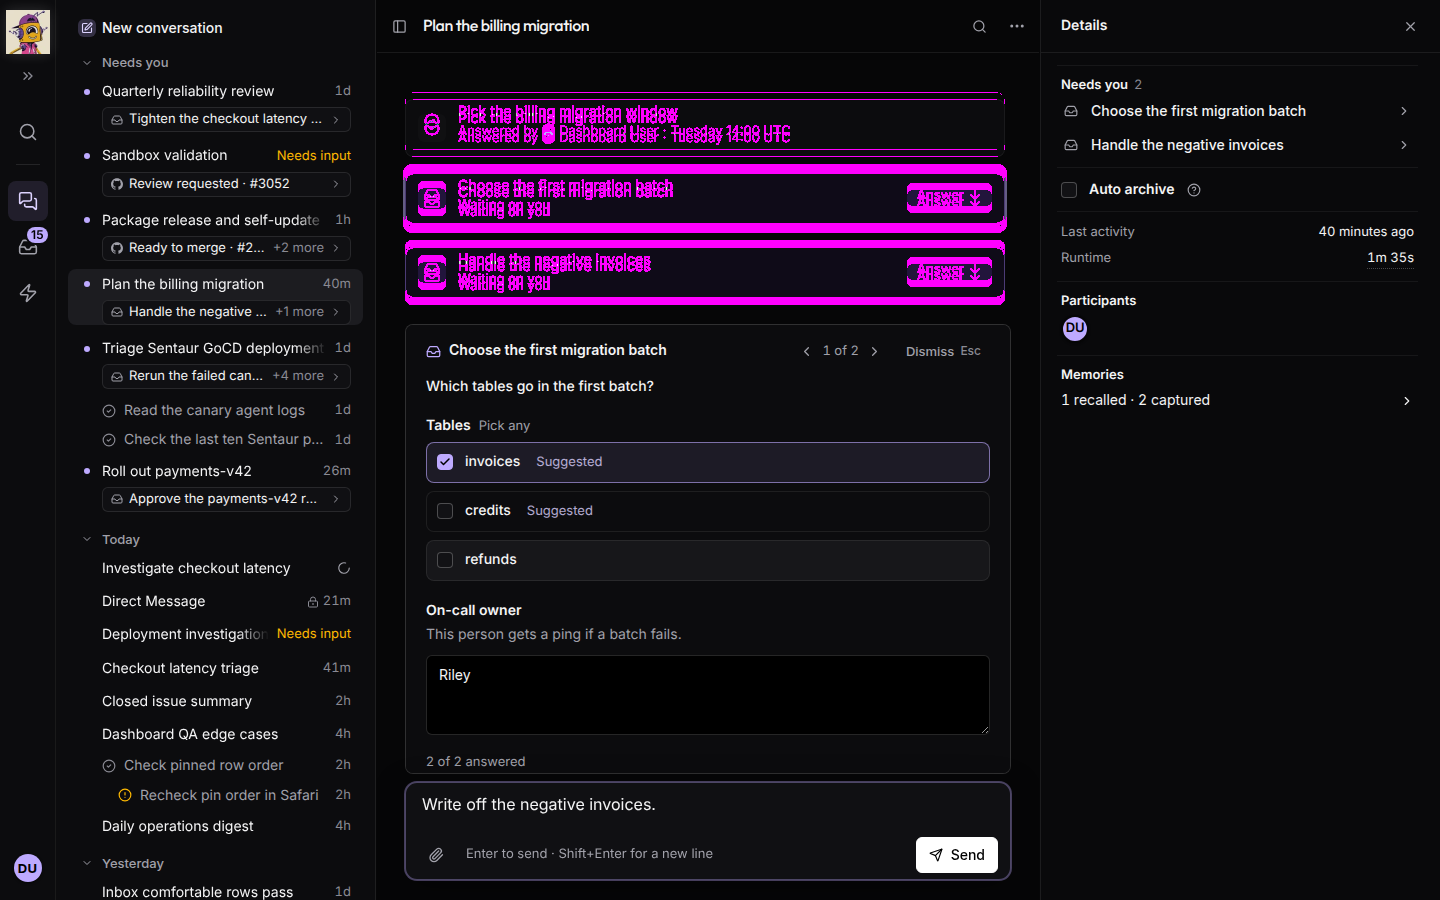 New conversation
Needs you
Quarterly reliability review 1d
Tighten the checkout latency ...
Sandbox validation Needs input
Review requested · #3052
Package release and self-update 1h
Ready to merge · #2... +2 more
Plan the billing migration 40m
Handle the negative ... +1 more
Triage Sentaur GoCD deployment 1d
Rerun the failed can... +4 more
Read the canary agent logs 1d
Check the last ten Sentaur p... 1d
Roll out payments-v42 26m
Approve the payments-v42 r...
Today
Investigate checkout latency
Direct Message 21m
Deployment investigation Needs input
Checkout latency triage 41m
Closed issue summary 2h
Dashboard QA edge cases 4h
Check pinned row order 2h
Recheck pin order in Safari 2h
Daily operations digest 4h
Yesterday
Inbox comfortable rows pass 1d
15
DU
Plan the billing migration
Pick the billing migration window
Answered by Dashboard User · Tuesday 14:00 UTC
Choose the first migration batch
Waiting on you
Answer
Handle the negative invoices
Waiting on you
Answer
Choose the first migration batch 1 of 2 Dismiss Esc
Which tables go in the first batch?
Tables Pick any
invoices Suggested
credits Suggested
refunds
On-call owner
This person gets a ping if a batch fails.
Riley
2 of 2 answered
Write off the negative invoices.
Enter to send · Shift+Enter for a new line
Send
Details
Needs you 2
Choose the first migration batch
Handle the negative invoices
Auto archive
Last activity 40 minutes ago
Runtime 1m 35s
Participants
DU
Memories
1 recalled · 2 captured